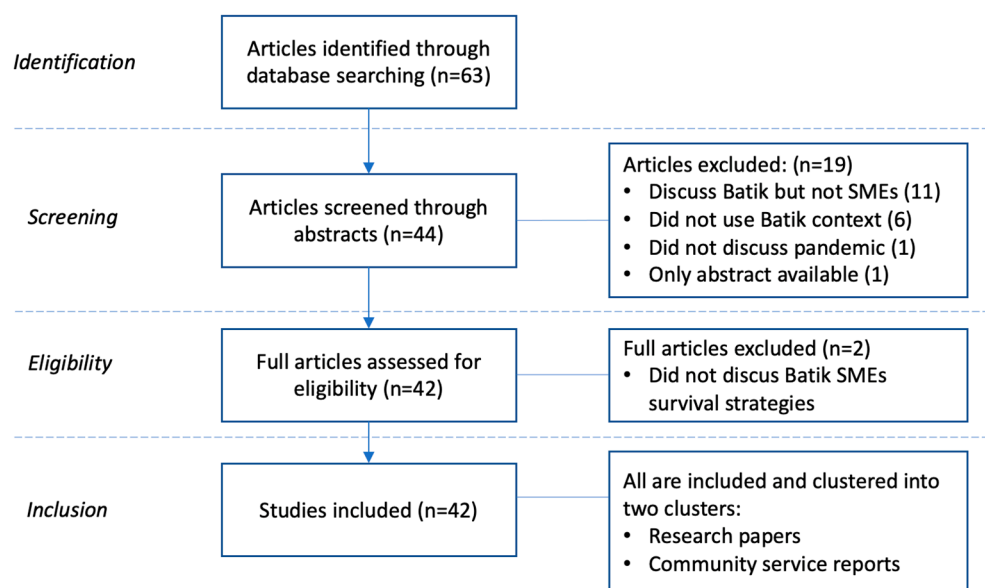 Identification
Articles identified through
database searching (n=63)
Screening
Articles screened through
abstracts (n=44)
Articles excluded: (n=19)
• Discuss Batik but not SMEs (11)
• Did not use Batik context (6)
• Did not discuss pandemic (1)
• Only abstract available (1)
Eligibility
Full articles assessed for
eligibility (n=42)
Full articles excluded (n=2)
• Did not discus Batik SMEs
survival strategies
Inclusion
Studies included (n=42)
All are included and clustered into
two clusters:
• Research papers
• Community service reports